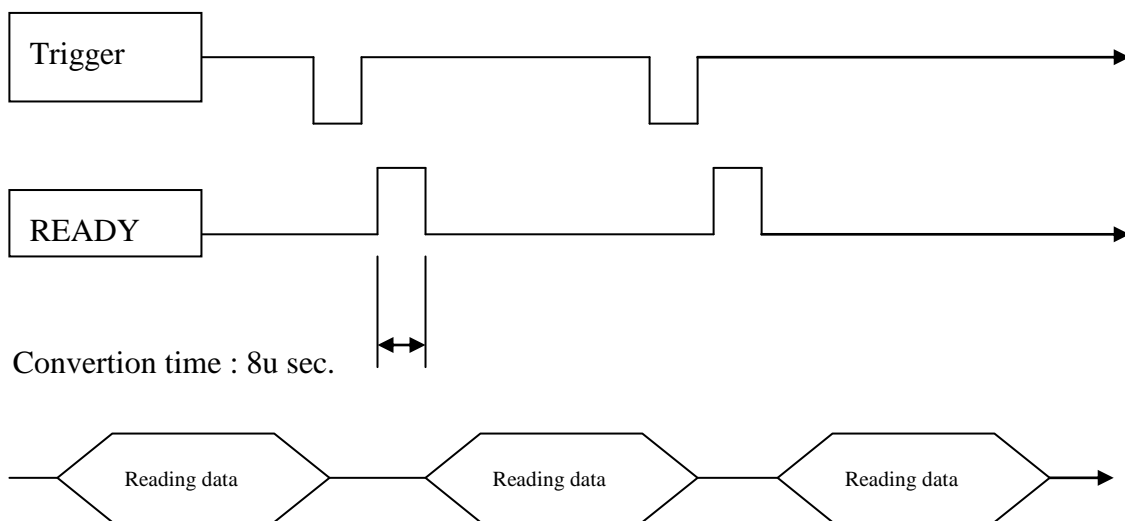 Trigger
READY
Convertion time : 8u sec.
Reading data Reading data Reading data